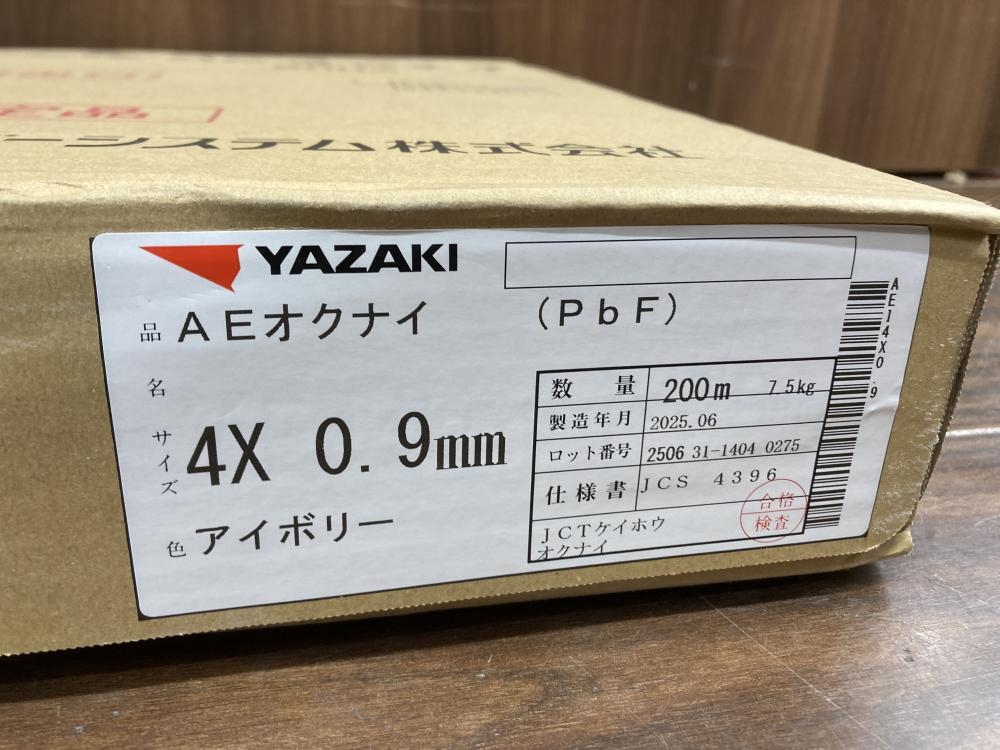 ーシステム株式会社
YAZAKI
品名 AEオクナイ (PbF)
サイズ 4X 0.9mm
色 アイボリー
数量 200m 7.5kg
製造年月 2025.06
ロット番号 2506 31-1404 0275
仕様書 JCS 4396
JCTケイホウ
オクナイ
合格
検査
AEI4X0.9